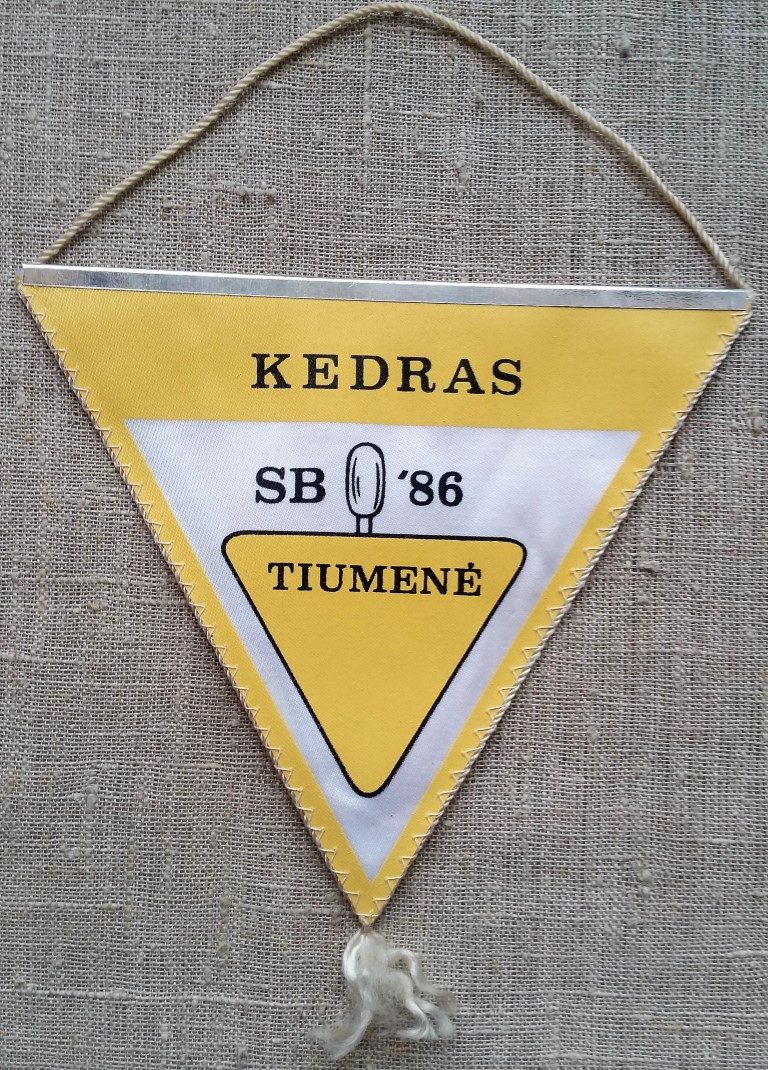 KEDRAS
SB '86
TIUMENĖ